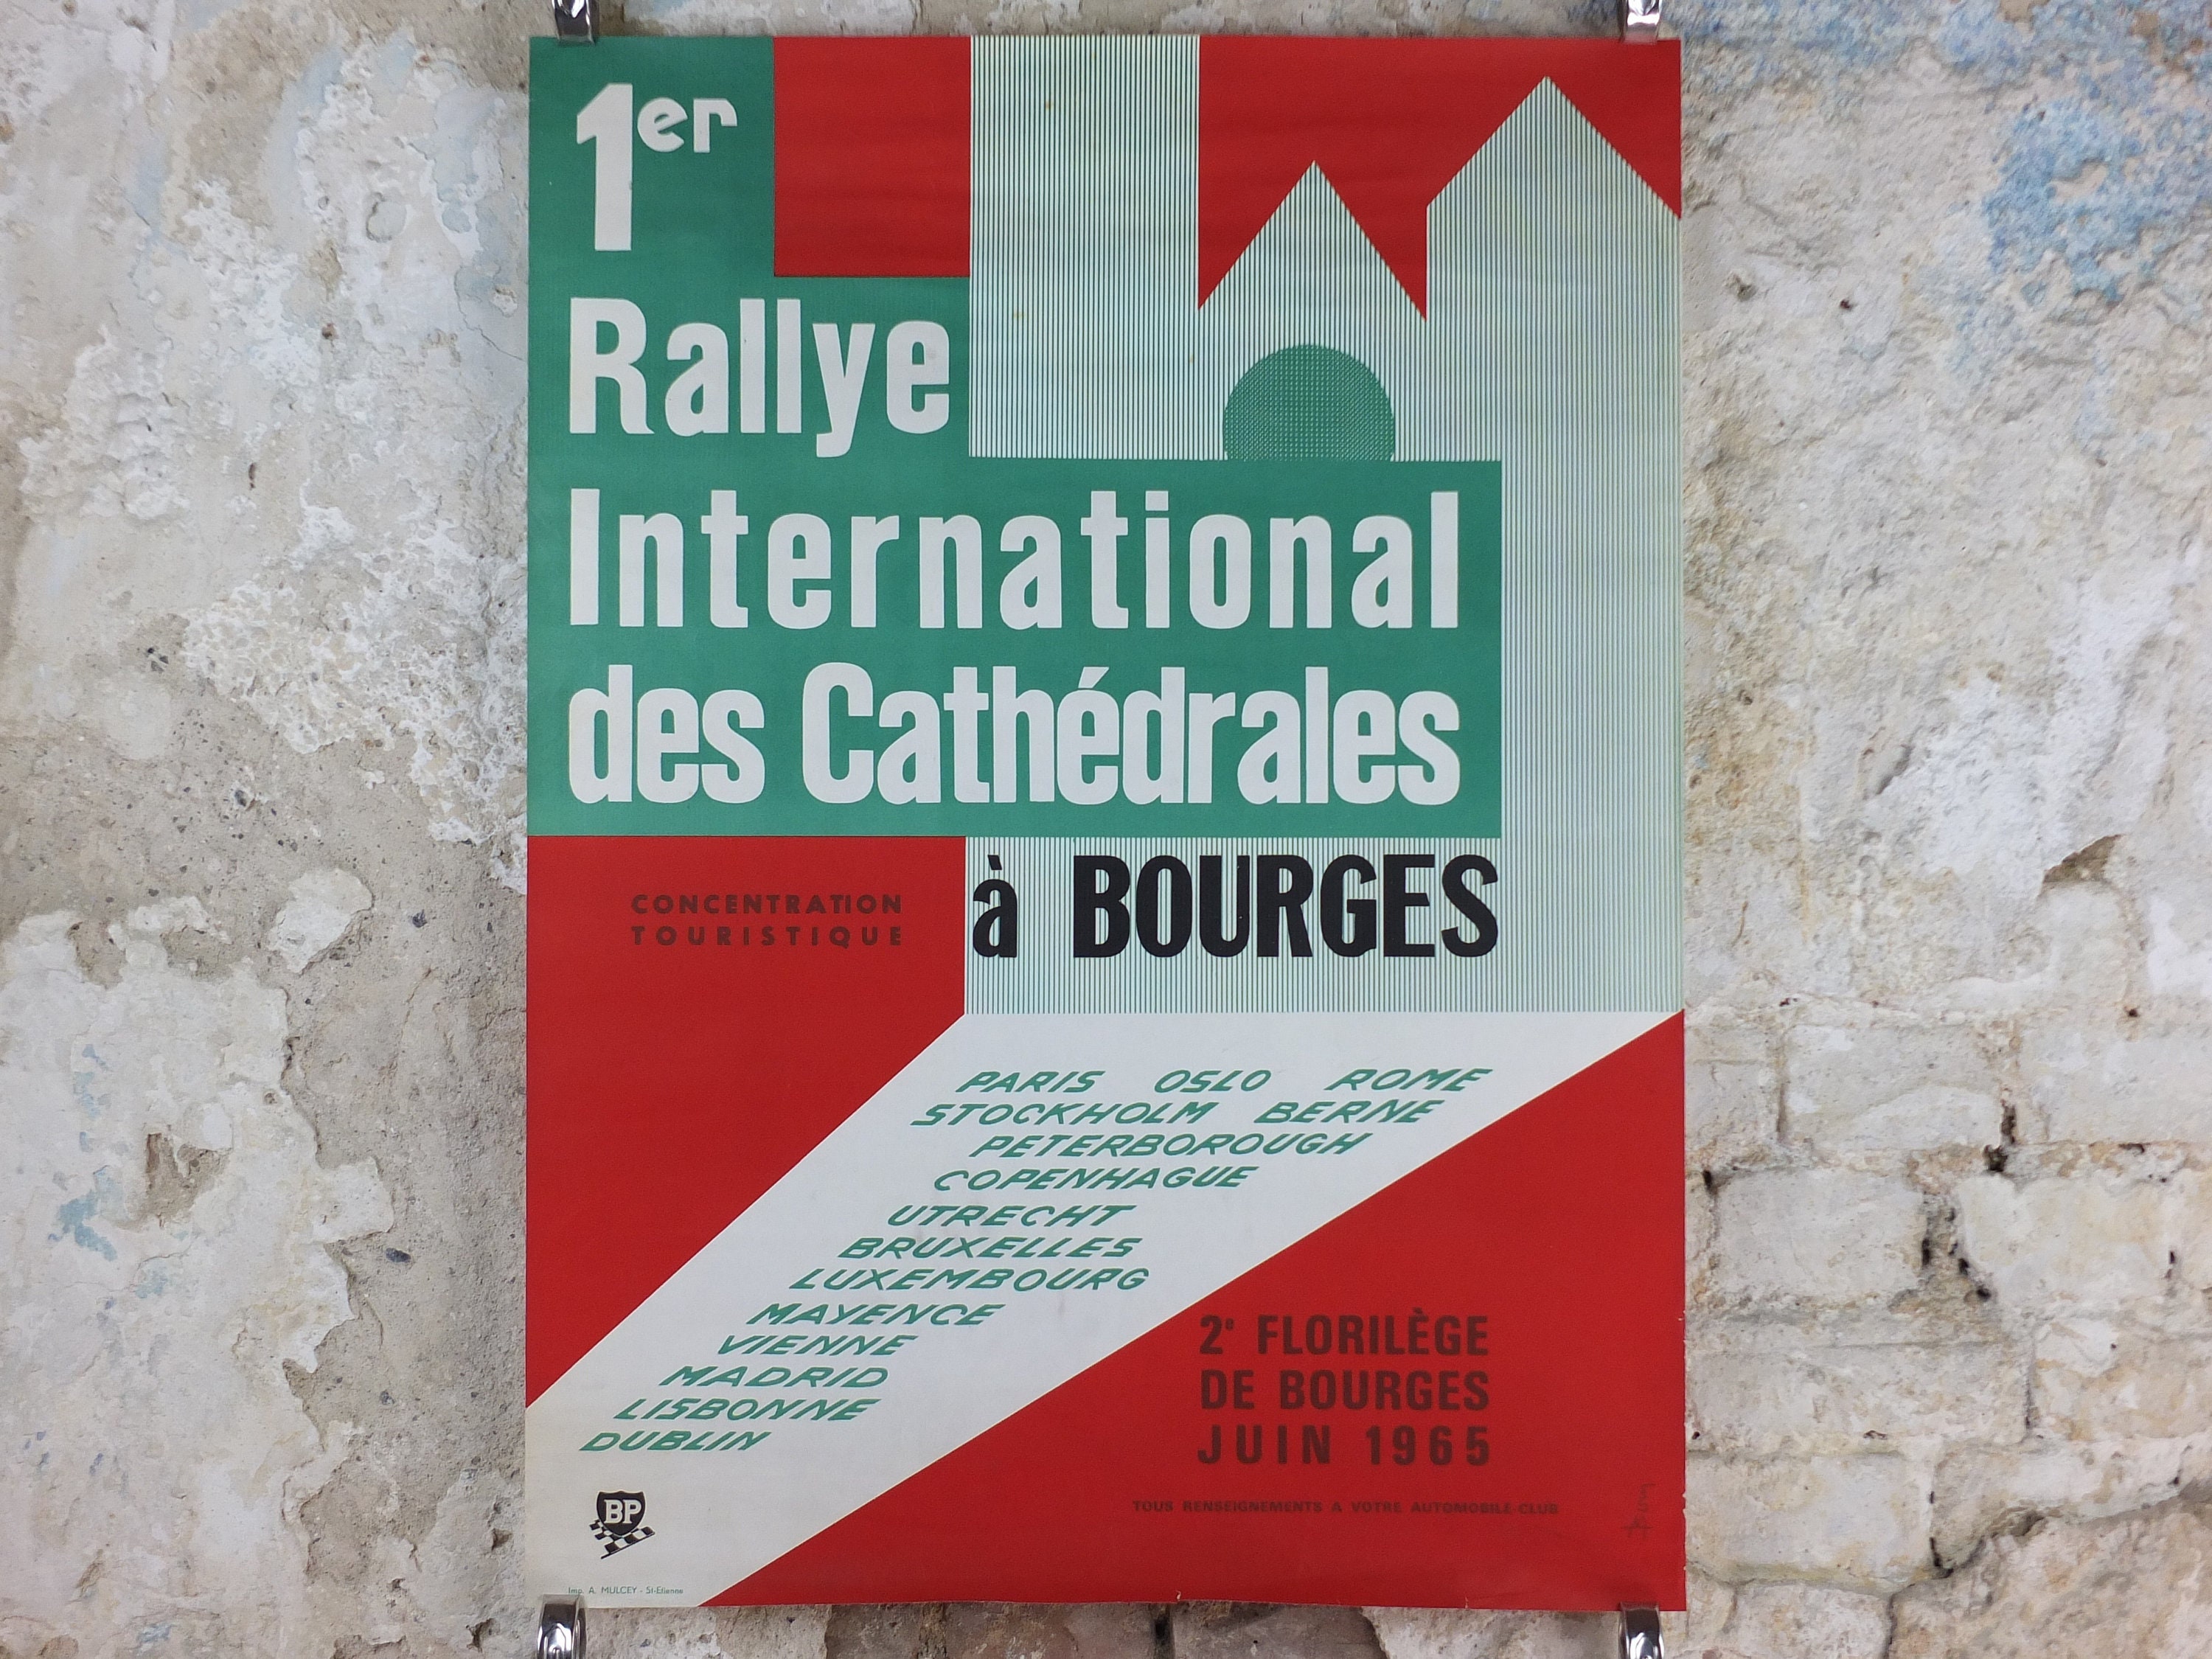 1er
Rallye
International
des Cathédrales
CONCENTRATION
TOURISTIQUE
à BOURGES
PARIS OSLO ROME
STOCKHOLM BERNE
PETERBOROUGH
COPENHAGUE
UTRECHT
BRUXELLES
LUXEMBOURG
MAYENCE
VIENNE
MADRID
LISBONNE
DUBLIN
2e FLORILÈGE
DE BOURGES
JUIN 1965
TOUS RENSEIGNEMENTS A VOTRE AUTOMOBILE-CLUB
BP
Imp. A. MULCEY - St-Etienne